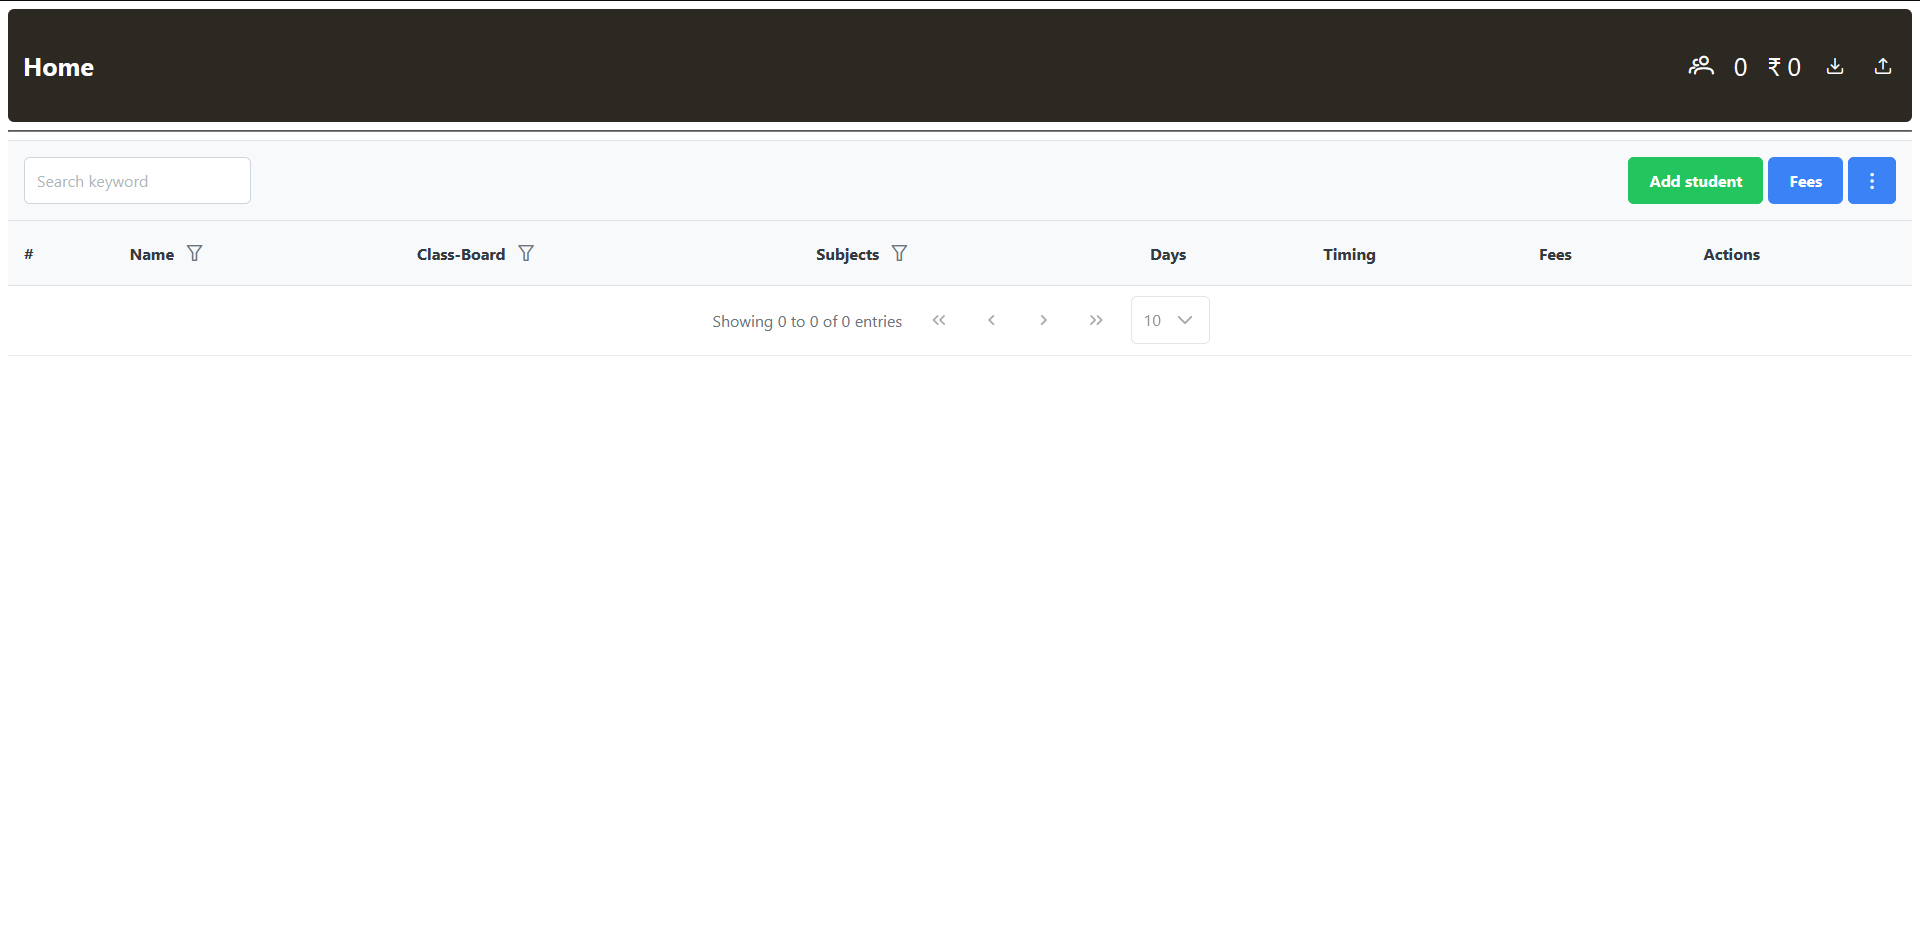 Home 0 ₹ 0
Search keyword Add student Fees
# Name Class-Board Subjects Days Timing Fees Actions
Showing 0 to 0 of 0 entries 10